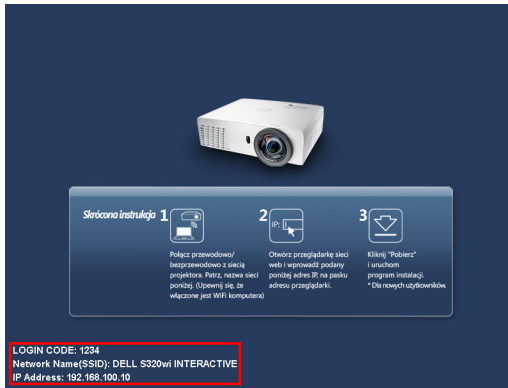 Skrócona instrukcja 1 2 3
IP:
Połącz przewodowo/
bezprzewodowo z siecią
projektora. Patrz, nazwa sieci
poniżej. (Upewnij się, że
włączone jest WiFi komputera)
Otwórz przeglądarkę sieci
web i wprowadź podany
poniżej adres IP, na pasku
adresu przeglądarki.
Kliknij "Pobierz"
i uruchom
program instalacji.
* Dla nowych użytkowników.
LOGIN CODE: 1234
Network Name(SSID): DELL S320wi INTERACTIVE
IP Address: 192.168.100.10